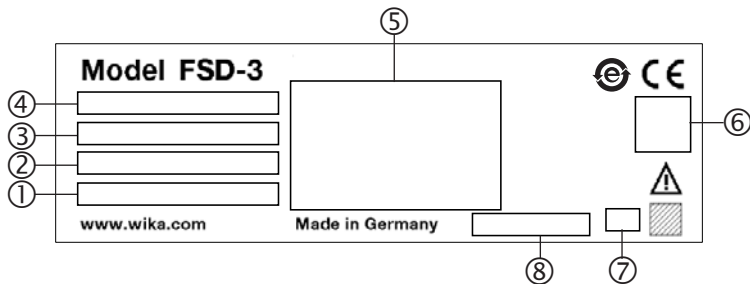 ⑤
Model FSD-3
e CE
④
③
⑥
②
①
www.wika.com Made in Germany
⑧ ⑦